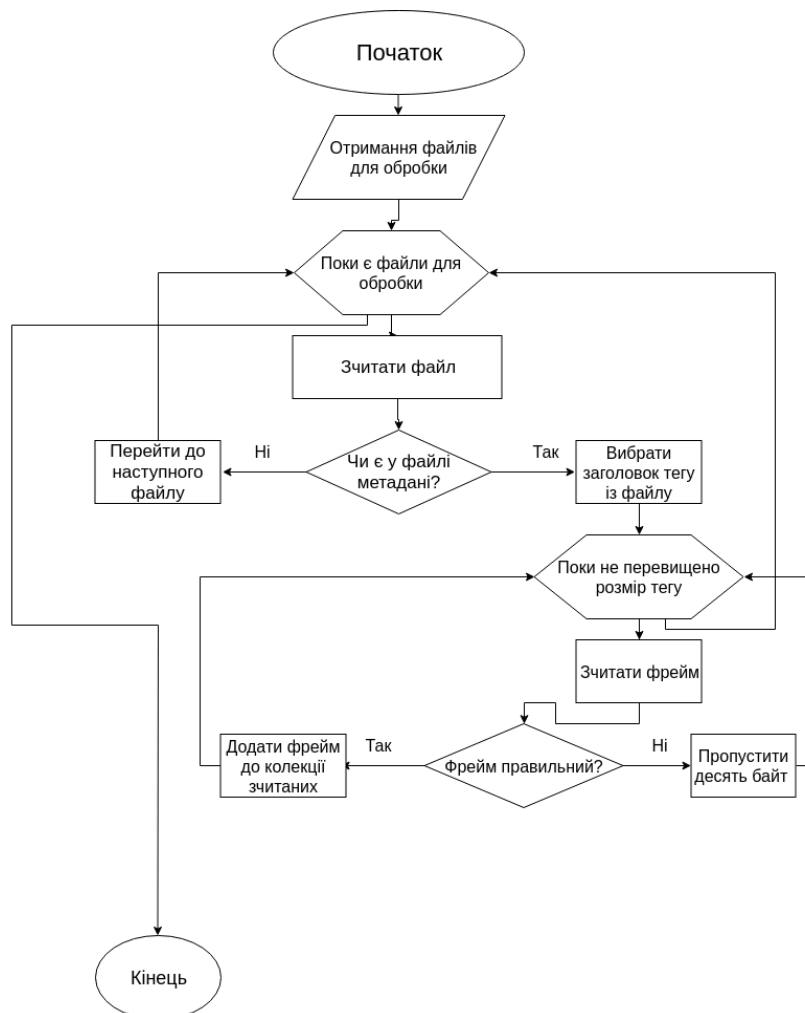 Початок
Отримання файлів
для обробки
Поки є файли для
обробки
Зчитати файл
Перейти до
наступного
файлу
Ні
Чи є у файлі
метадані?
Так
Вибрати
заголовок тегу
із файлу
Поки не перевищено
розмір тегу
Зчитати фрейм
Додати фрейм
до колекції
зчитаних
Так
Фрейм правильний?
Ні
Пропустити
десять байт
Кінець